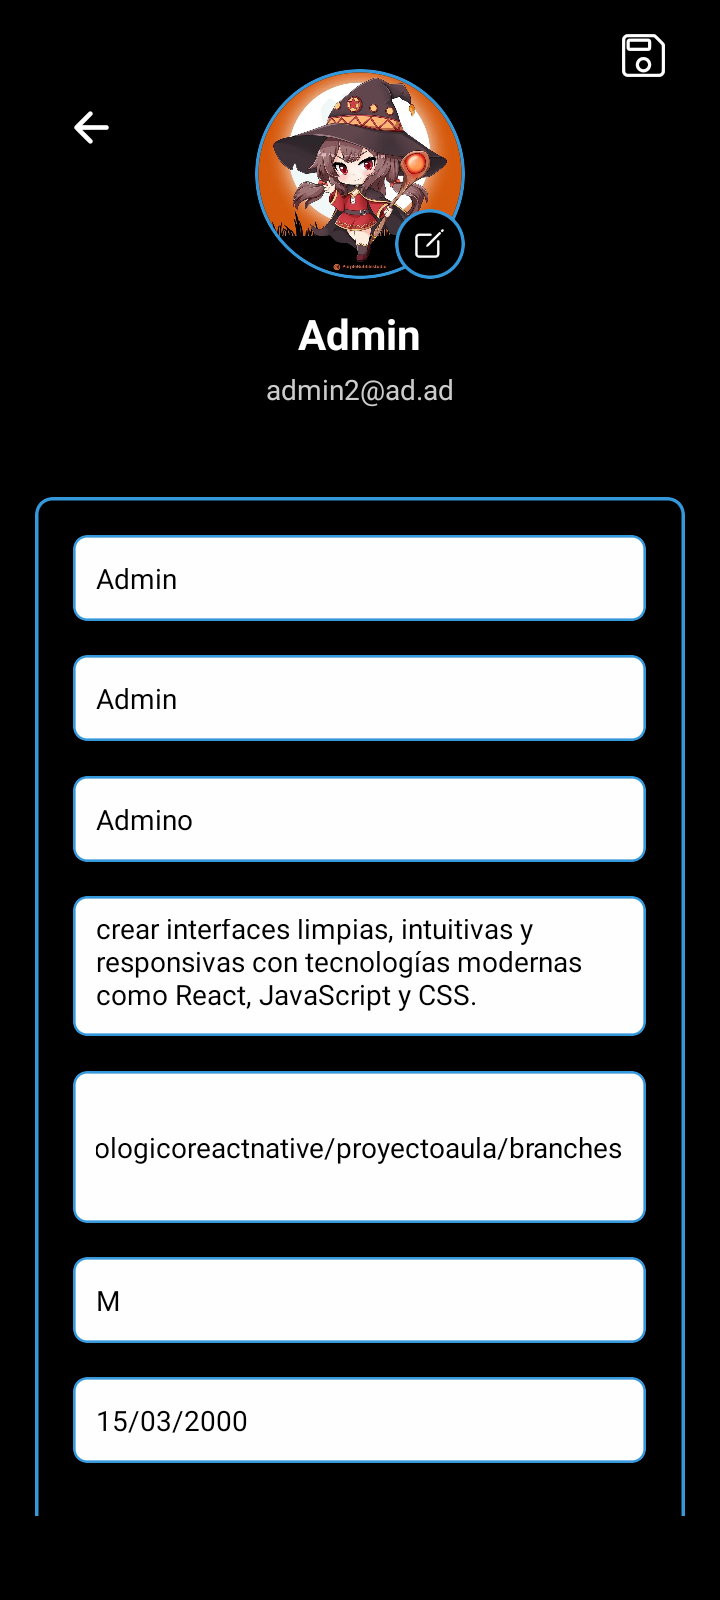 Admin
admin2@ad.ad
Admin
Admin
Admino
crear interfaces limpias, intuitivas y
responsivas con tecnologías modernas
como React, JavaScript y CSS.
ologicoreactnative/proyectoaula/branches
M
15/03/2000